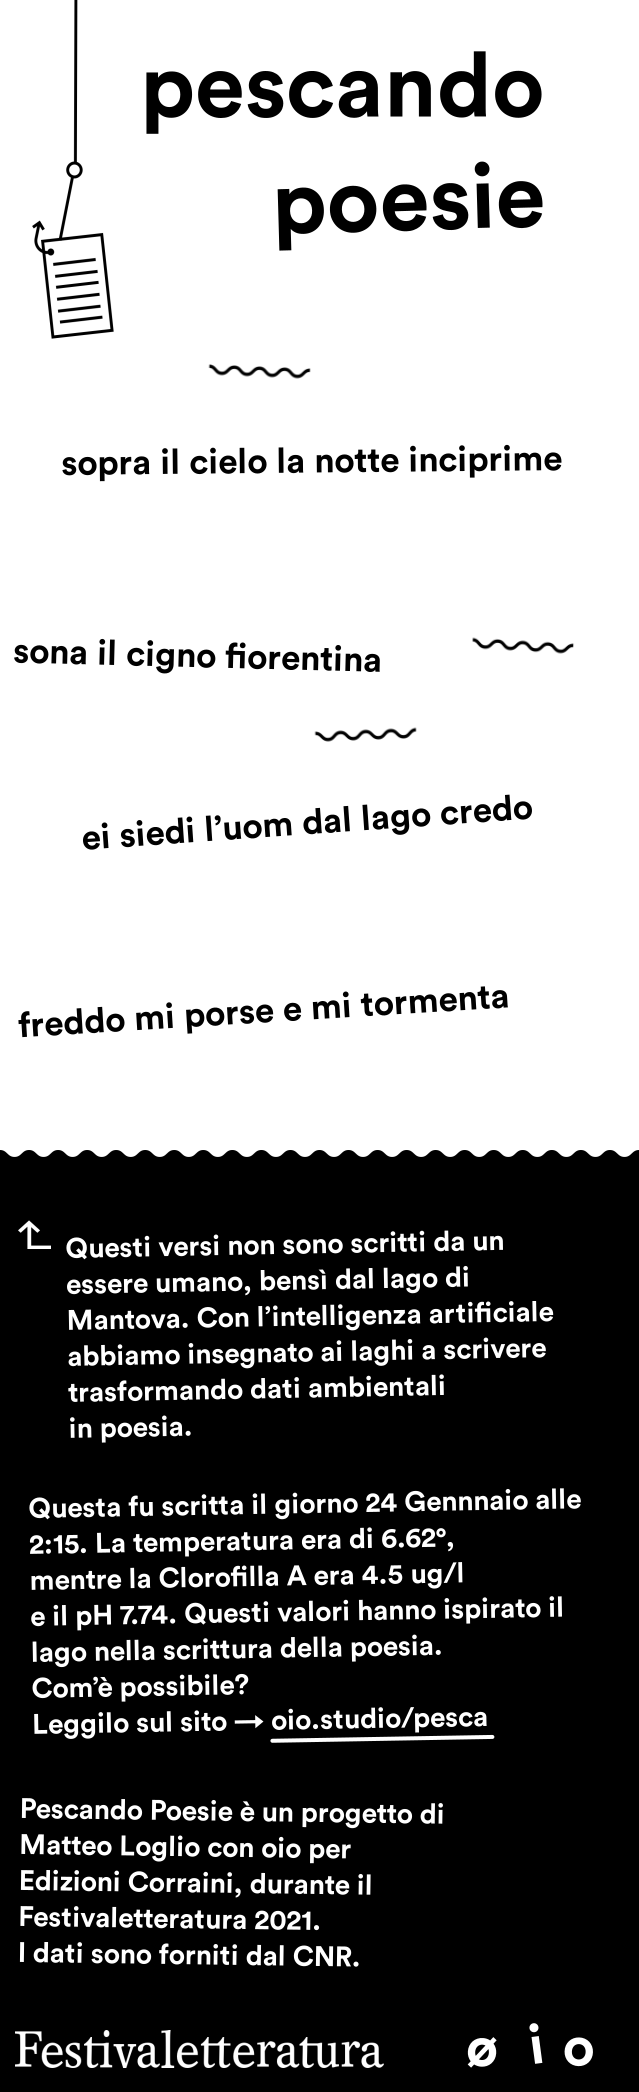 pescando
poesie
sopra il cielo la notte inciprime
sona il cigno fiorentina
ei siedi l’uom dal lago credo
freddo mi porse e mi tormenta
Questi versi non sono scritti da un
essere umano, bensì dal lago di
Mantova. Con l’intelligenza artificiale
abbiamo insegnato ai laghi a scrivere
trasformando dati ambientali
in poesia.
Questa fu scritta il giorno 24 Gennnaio alle
2:15. La temperatura era di 6.62°,
mentre la Clorofilla A era 4.5 ug/l
e il pH 7.74. Questi valori hanno ispirato il
lago nella scrittura della poesia.
Com’è possibile?
Leggilo sul sito → oio.studio/pesca
Pescando Poesie è un progetto di
Matteo Loglio con oio per
Edizioni Corraini, durante il
Festivaletteratura 2021.
I dati sono forniti dal CNR.
Festivaletteratura ø i o